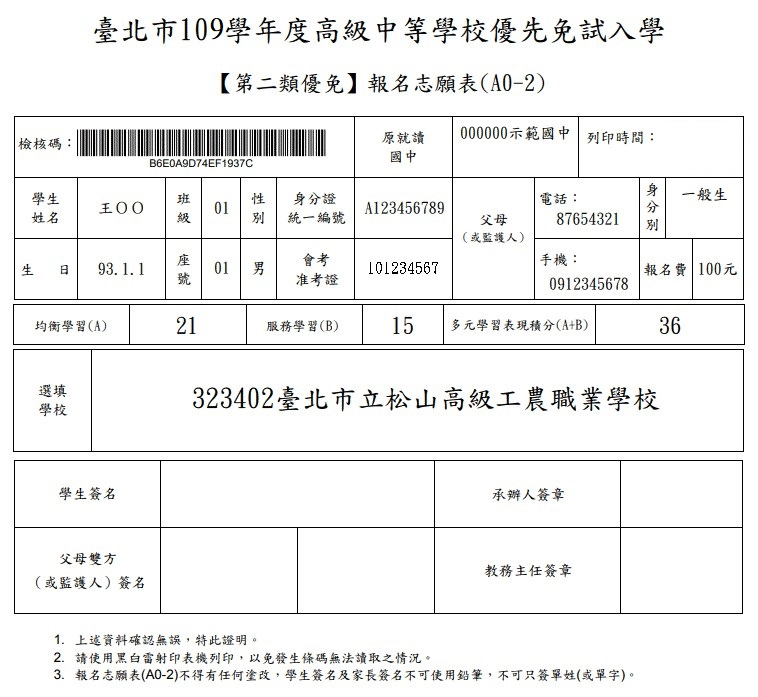 臺北市109學年度高級中等學校優先免試入學
【第二類優免】報名志願表(A0-2)
檢核碼：
B6E0A9D74EF1937C
原就讀
國中
000000示範國中
列印時間：
學生
姓名
王〇〇
班
級
01
性
別
身分證
統一編號
A123456789
父母
(或監護人)
電話：
87654321
身
分
別
一般生
生 日
93.1.1
座
號
01
男
會考
准考證
101234567
手機：
0912345678
報名費
100元
均衡學習(A)
21
服務學習(B)
15
多元學習表現積分(A+B)
36
選填
學校
323402臺北市立松山高級工農職業學校
學生簽名
承辦人簽章
父母雙方
(或監護人)簽名
教務主任簽章
1. 上述資料確認無誤，特此證明。
2. 請使用黑白雷射印表機列印，以免發生條碼無法讀取之情況。
3. 報名志願表(A0-2)不得有任何塗改，學生簽名及家長簽名不可使用鉛筆，不可只簽單姓(或單字)。